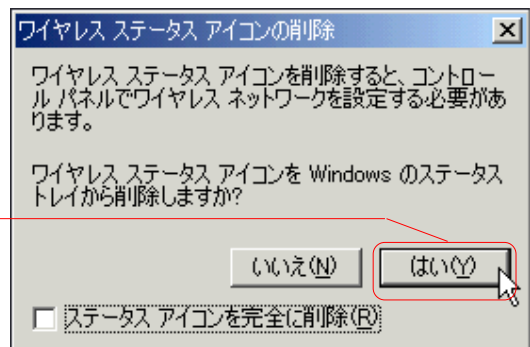 ワイヤレス ステータス アイコンの削除
ワイヤレス ステータス アイコンを削除すると、コントロー
ル パネルでワイヤレス ネットワークを設定する必要があ
ります。
ワイヤレス ステータス アイコンを Windows のステータス
トレイから削除しますか?
いいえ(N) はい(Y)
ステータス アイコンを完全に削除(R)